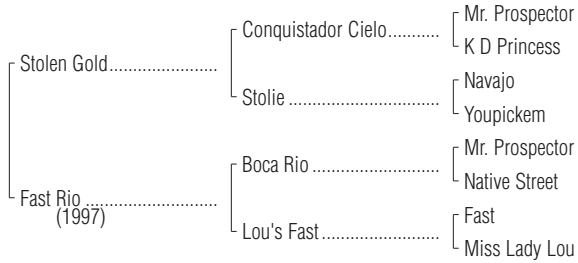 Mr. Prospector
Conquistador Cielo...........
K D Princess
Stolen Gold.......................
Navajo
Stolie ................................
Youpickem
Mr. Prospector
Boca Rio ...........................
Native Street
Fast Rio ............................
(1997)
Fast
Lou's Fast.........................
Miss Lady Lou